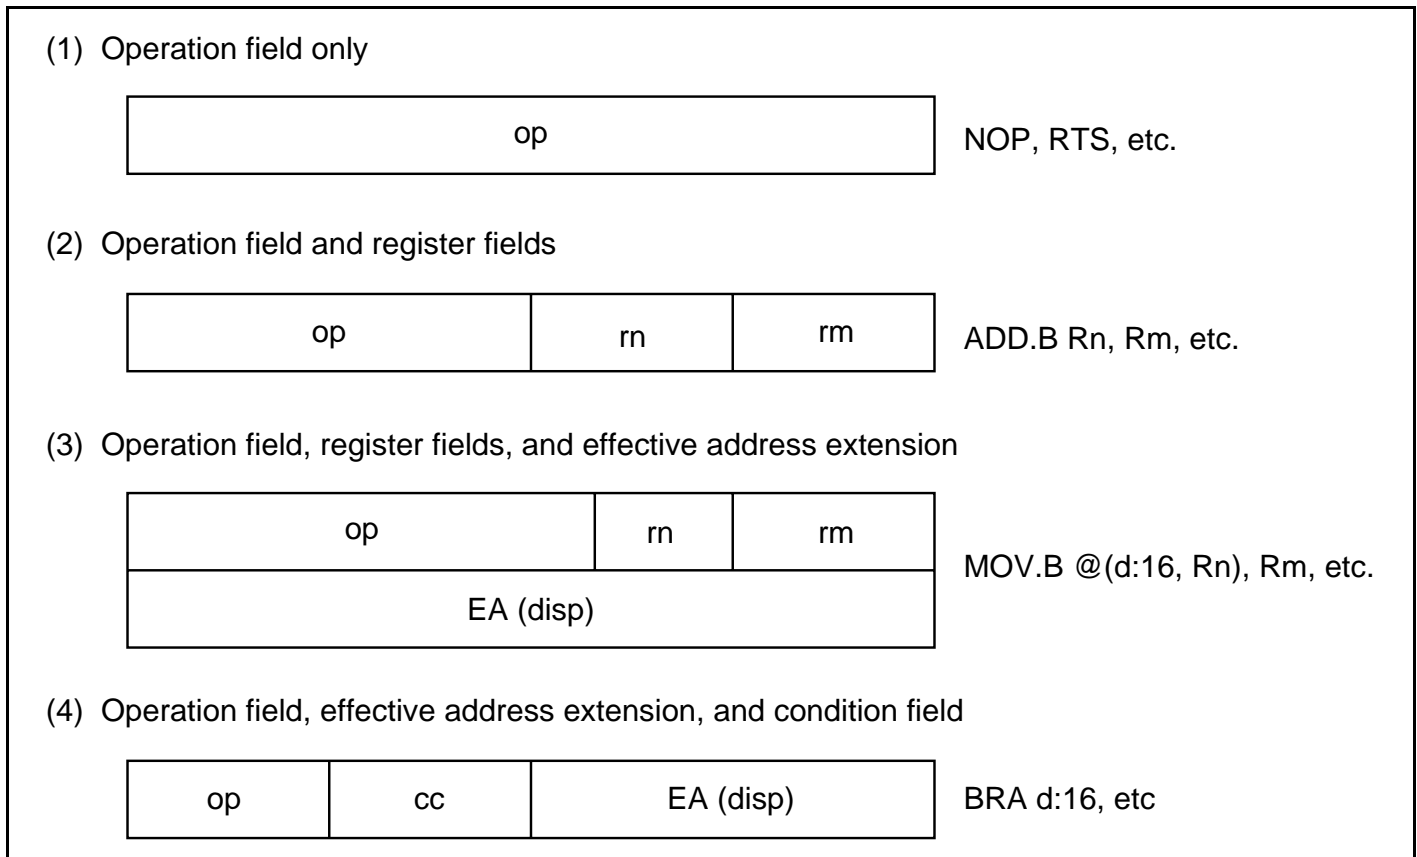 (1) Operation field only
op
NOP, RTS, etc.
(2) Operation field and register fields
op rn rm
ADD.B Rn, Rm, etc.
(3) Operation field, register fields, and effective address extension
op rn rm
MOV.B @(d:16, Rn), Rm, etc.
EA (disp)
(4) Operation field, effective address extension, and condition field
op cc EA (disp)
BRA d:16, etc